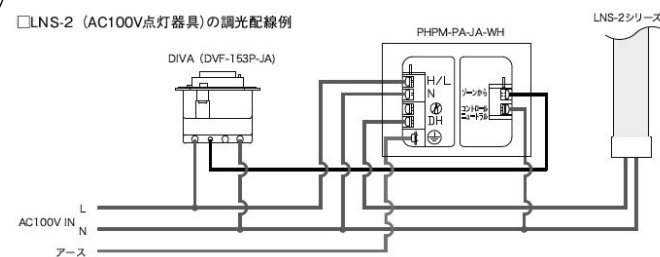 □LNS-2（AC100V点灯器具）の調光配線例
LNS-2シリーズ
PHPM-PA-JA-WH
DIVA（DVF-153P-JA）
H/L
N
DH
ゾーンから
コントロール
ニュートラル
L
AC100V IN
N
アース